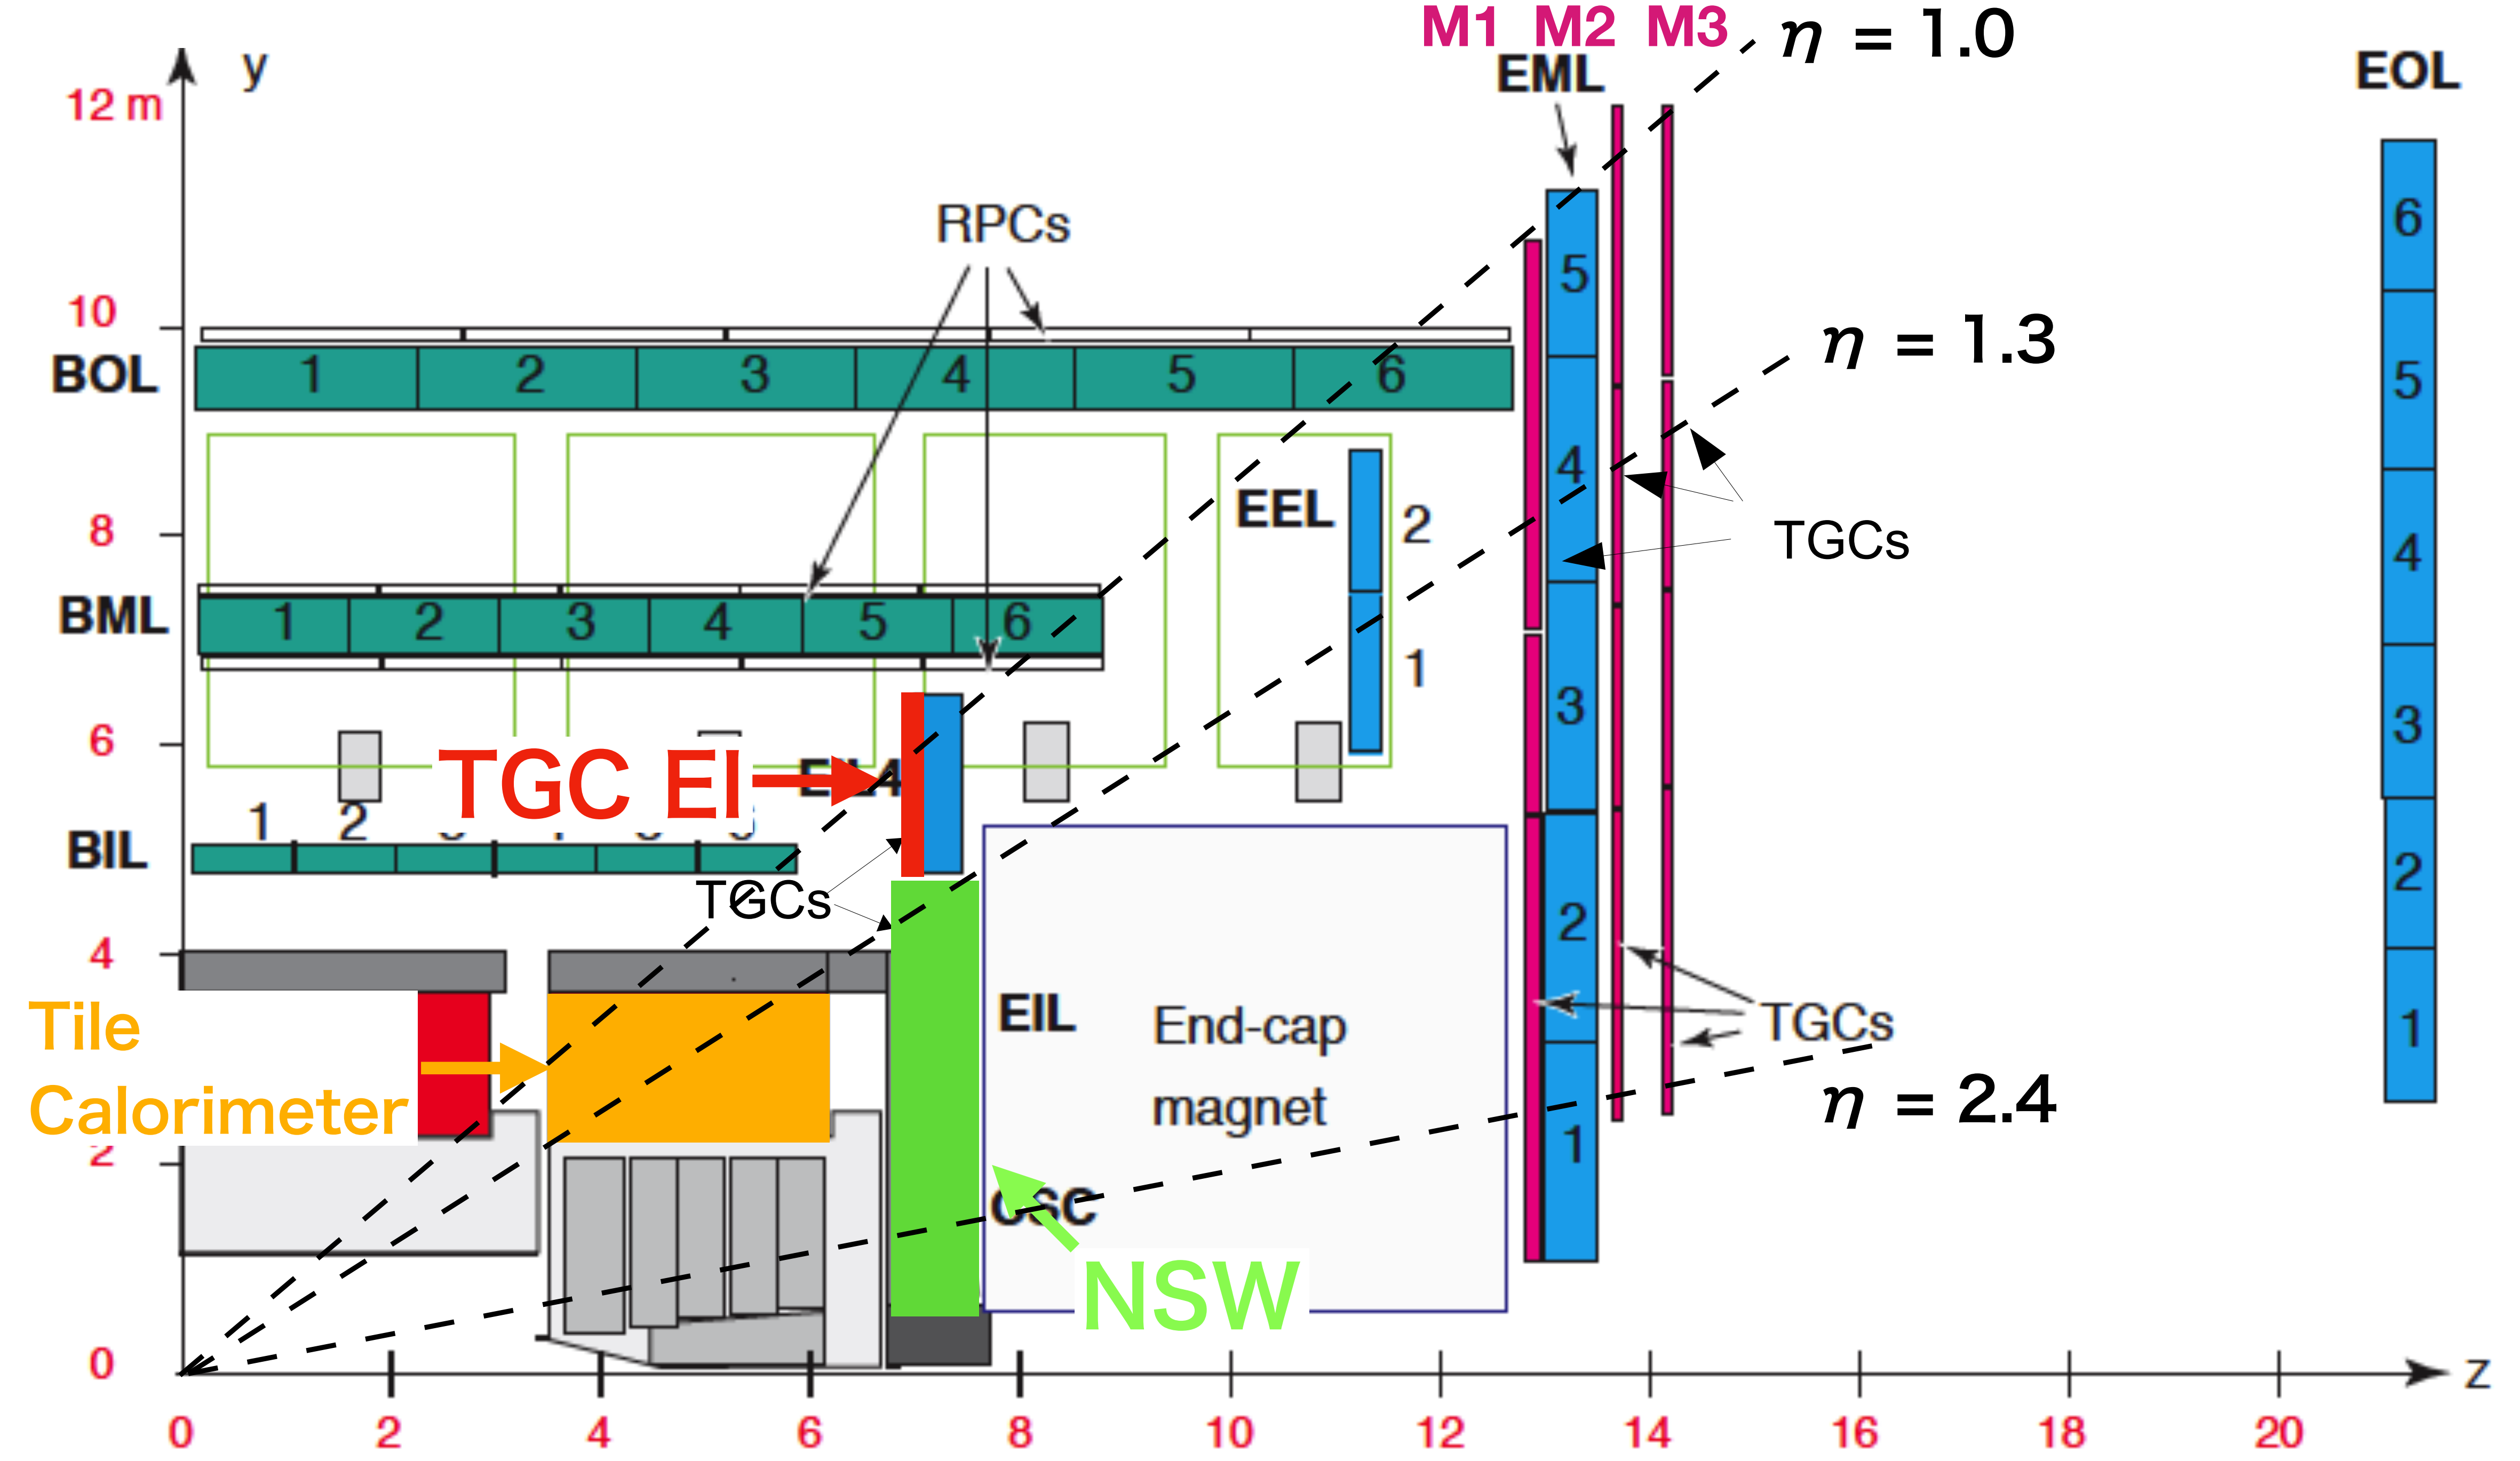 M1 M2 M3
η = 1.0
y
EML
EOL
12 m
RPCs
6
5
10
η = 1.3
BOL
1 2 3 4 5 6
5
4
EEL
2
8
TGCs
4
BML
1 2 3 4 5 6
1
3
3
6
TGC EI
EIL4
1 2
BIL
TGCs
2
2
4
EIL
End-cap
magnet
TGCs
1
Tile
Calorimeter
η = 2.4
2
1
CSC
NSW
0
z
0 2 4 6 8 10 12 14 16 18 20